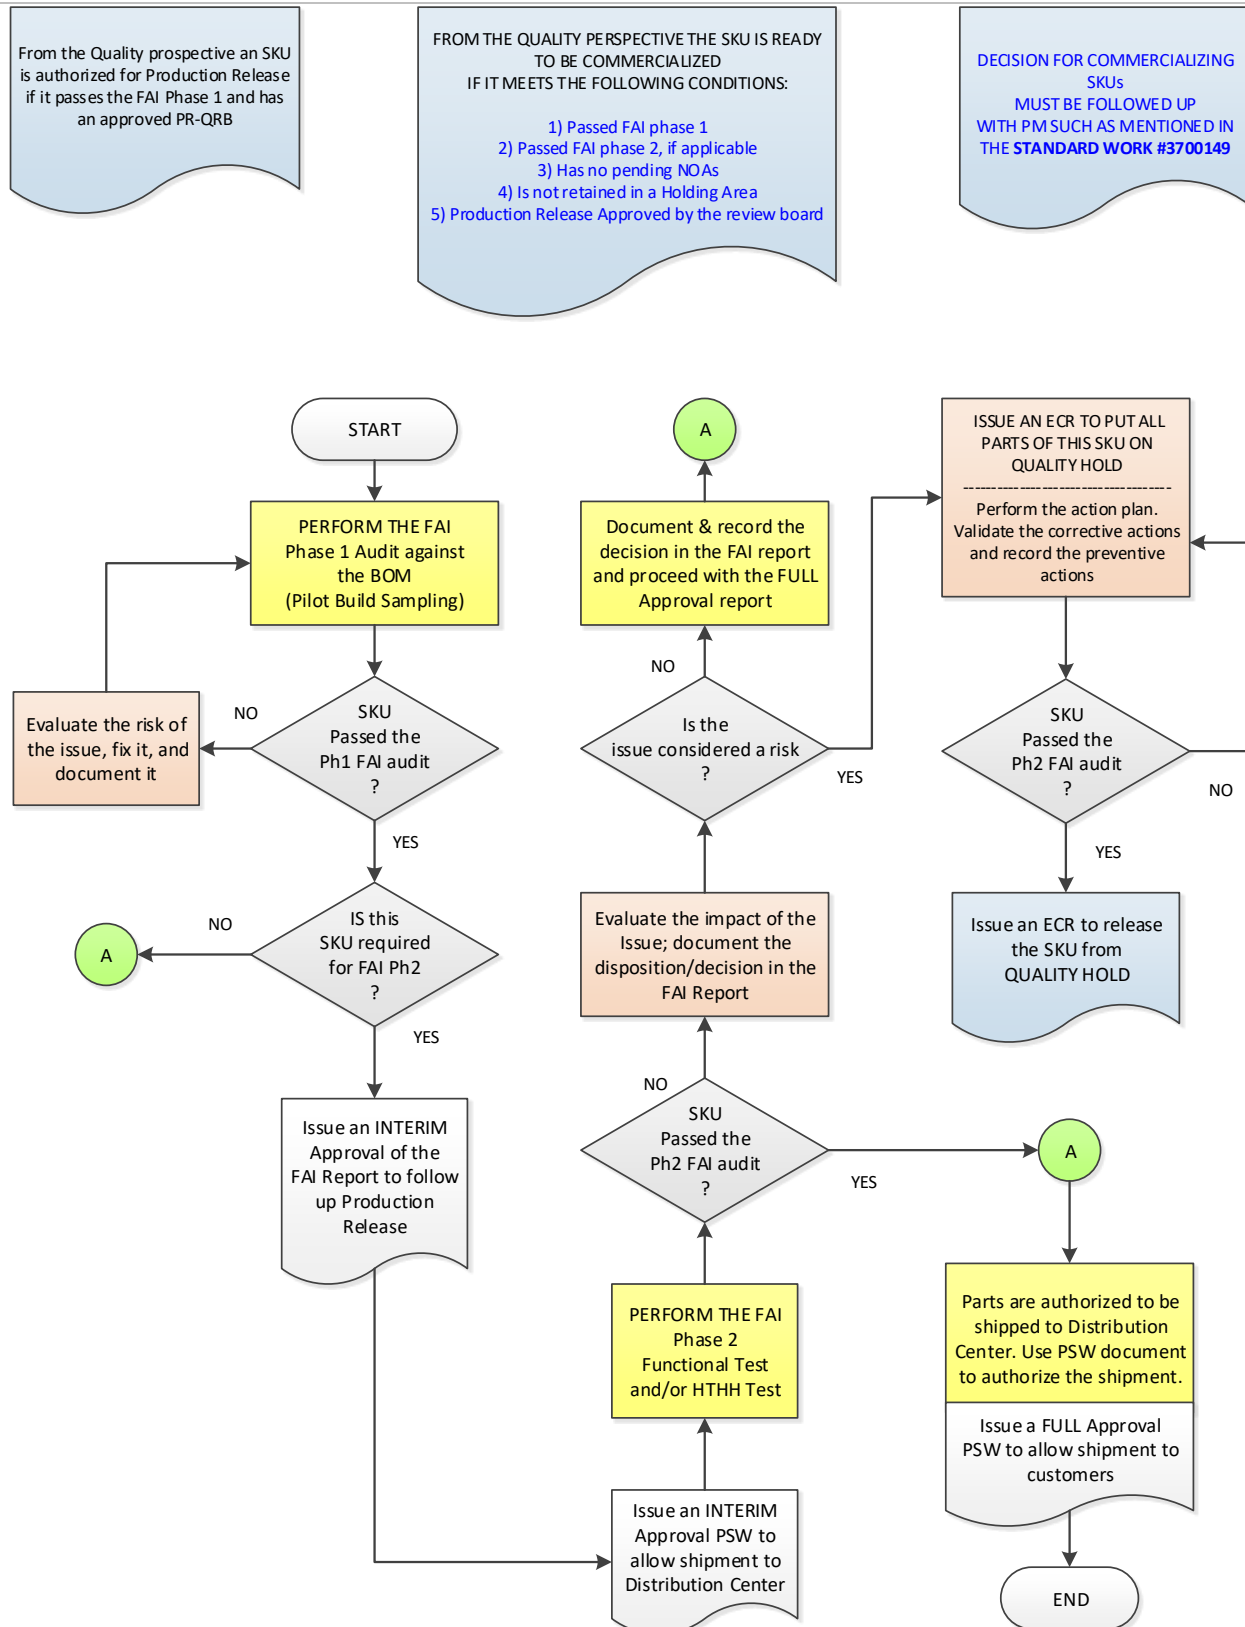 From the Quality prospective an SKU
is authorized for Production Release
if it passes the FAI Phase 1 and has
an approved PR-QRB
FROM THE QUALITY PERSPECTIVE THE SKU IS READY
TO BE COMMERCIALIZED
IF IT MEETS THE FOLLOWING CONDITIONS:
1) Passed FAI phase 1
2) Passed FAI phase 2, if applicable
3) Has no pending NOAs
4) Is not retained in a Holding Area
5) Production Release Approved by the review board
DECISION FOR COMMERCIALIZING
SKUs
MUST BE FOLLOWED UP
WITH PM SUCH AS MENTIONED IN
THE STANDARD WORK #3700149
START
PERFORM THE FAI
Phase 1 Audit against
the BOM
(Pilot Build Sampling)
Evaluate the risk of
the issue, fix it, and
document it
NO
SKU
Passed the
Ph1 FAI audit
?
YES
A
NO
IS this
SKU required
for FAI Ph2
?
YES
Issue an INTERIM
Approval of the
FAI Report to follow
up Production
Release
A
Document & record the
decision in the FAI report
and proceed with the FULL
Approval report
NO
Is the
issue considered a risk
?
YES
Evaluate the impact of the
Issue; document the
disposition/decision in the
FAI Report
NO
SKU
Passed the
Ph2 FAI audit
?
YES
PERFORM THE FAI
Phase 2
Functional Test
and/or HTHH Test
Issue an INTERIM
Approval PSW to
allow shipment to
Distribution Center
ISSUE AN ECR TO PUT ALL
PARTS OF THIS SKU ON
QUALITY HOLD
------------------------------------
Perform the action plan.
Validate the corrective actions
and record the preventive
actions
SKU
Passed the
Ph2 FAI audit
?
NO
YES
Issue an ECR to release
the SKU from
QUALITY HOLD
A
Parts are authorized to be
shipped to Distribution
Center. Use PSW document
to authorize the shipment.
Issue a FULL Approval
PSW to allow shipment to
customers
END